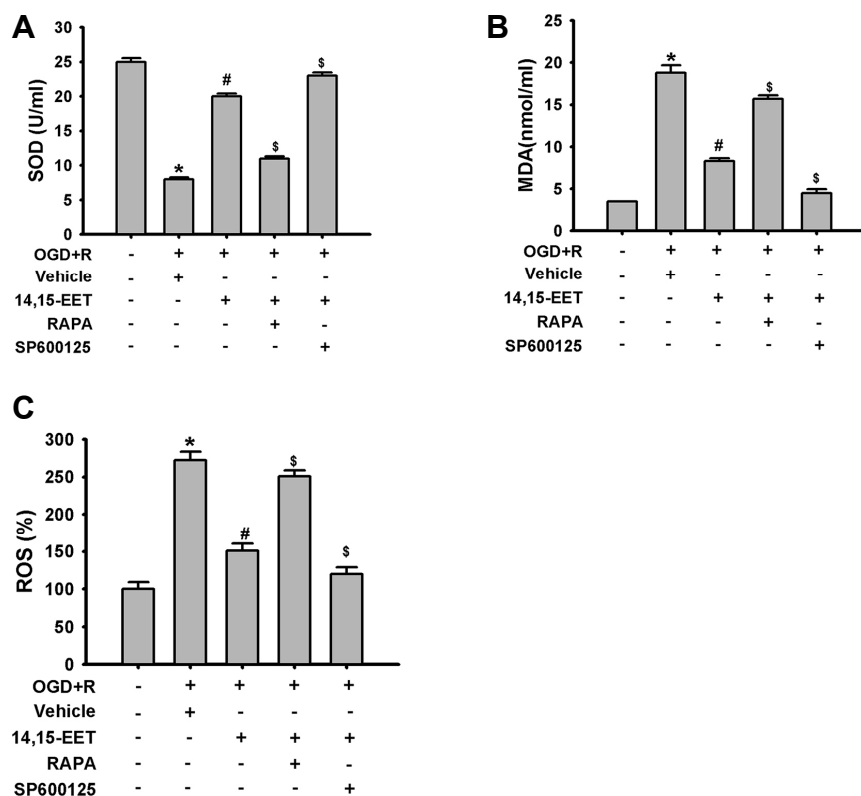 A
30
25
20
15
10
5
0
SOD (U/ml)
* # $ $
OGD+R - + + + +
Vehicle - + - - -
14,15-EET - - + + +
RAPA - - - + -
SP600125 - - - - +
B
25
20
15
10
5
0
MDA(nmol/ml)
* # $ $
OGD+R - + + + +
Vehicle - + - - -
14,15-EET - - + + +
RAPA - - - + -
SP600125 - - - - +
C
300
250
200
150
100
50
0
ROS (%)
* # $ $
OGD+R - + + + +
Vehicle - + - - -
14,15-EET - - + + +
RAPA - - - + -
SP600125 - - - - +